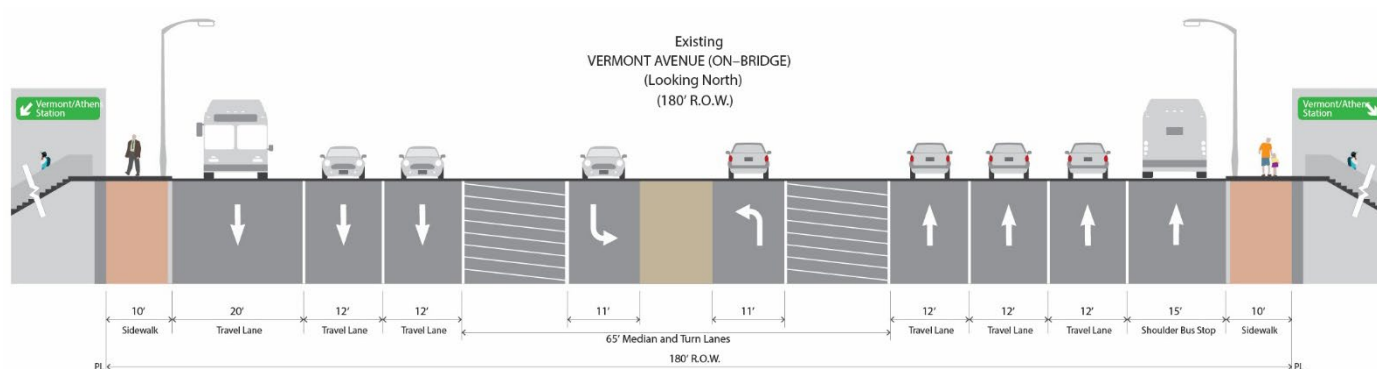 Existing
VERMONT AVENUE (ON-BRIDGE)
(Looking North)
(180' R.O.W.)
Vermont/Athens
Station
Vermont/Athens
Station
10'
20'
12'
12'
11'
11'
12'
12'
12'
15'
10'
Sidewalk
Travel Lane
Travel Lane
Travel Lane
65' Median and Turn Lanes
Travel Lane
Travel Lane
Travel Lane
Shoulder Bus Stop
Sidewalk
180' R.O.W.
PL
PL